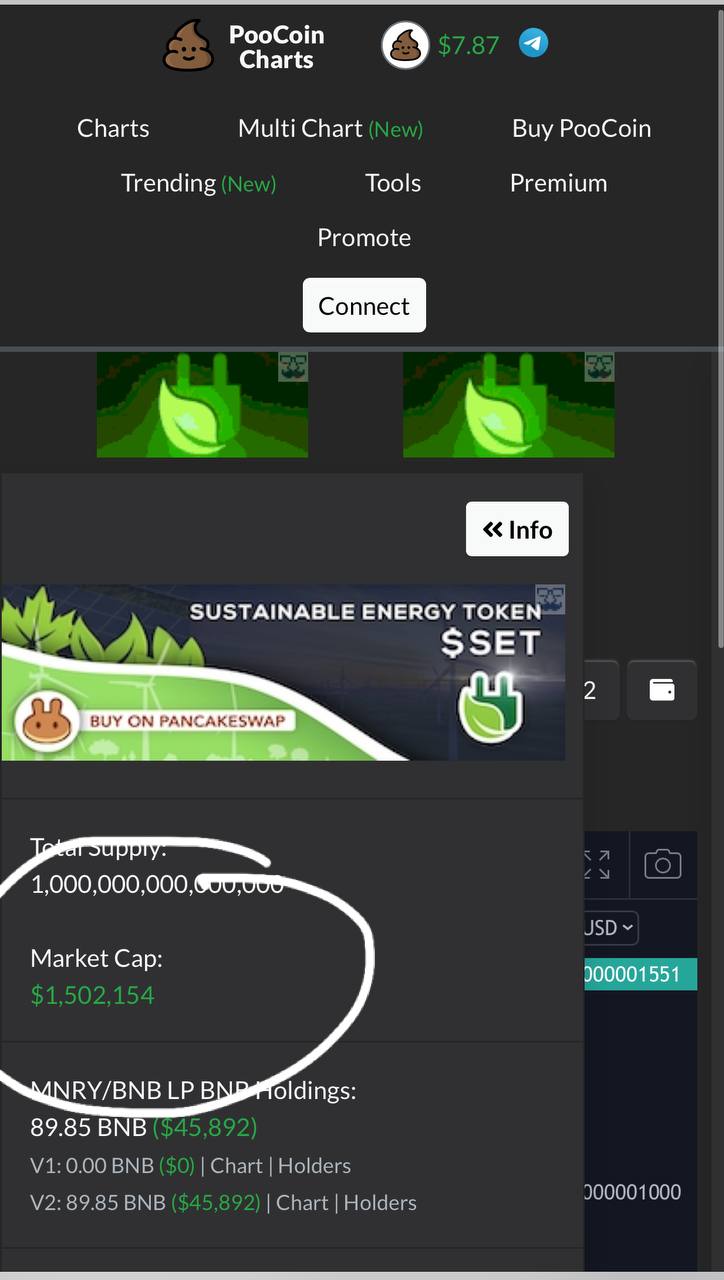 PooCoin
Charts
$7.87
Charts
Multi Chart (New)
Buy PooCoin
Trending (New)
Tools
Premium
Promote
Connect
Info
SUSTAINABLE ENERGY TOKEN
$SET
BUY ON PANCAKESWAP
2
Total Supply:
1,000,000,000,000,000
USD
Market Cap:
000001551
$1,502,154
MNRY/BNB LP BNB Holdings:
89.85 BNB ($45,892)
V1: 0.00 BNB ($0) | Chart | Holders
V2: 89.85 BNB ($45,892) | Chart | Holders
000001000